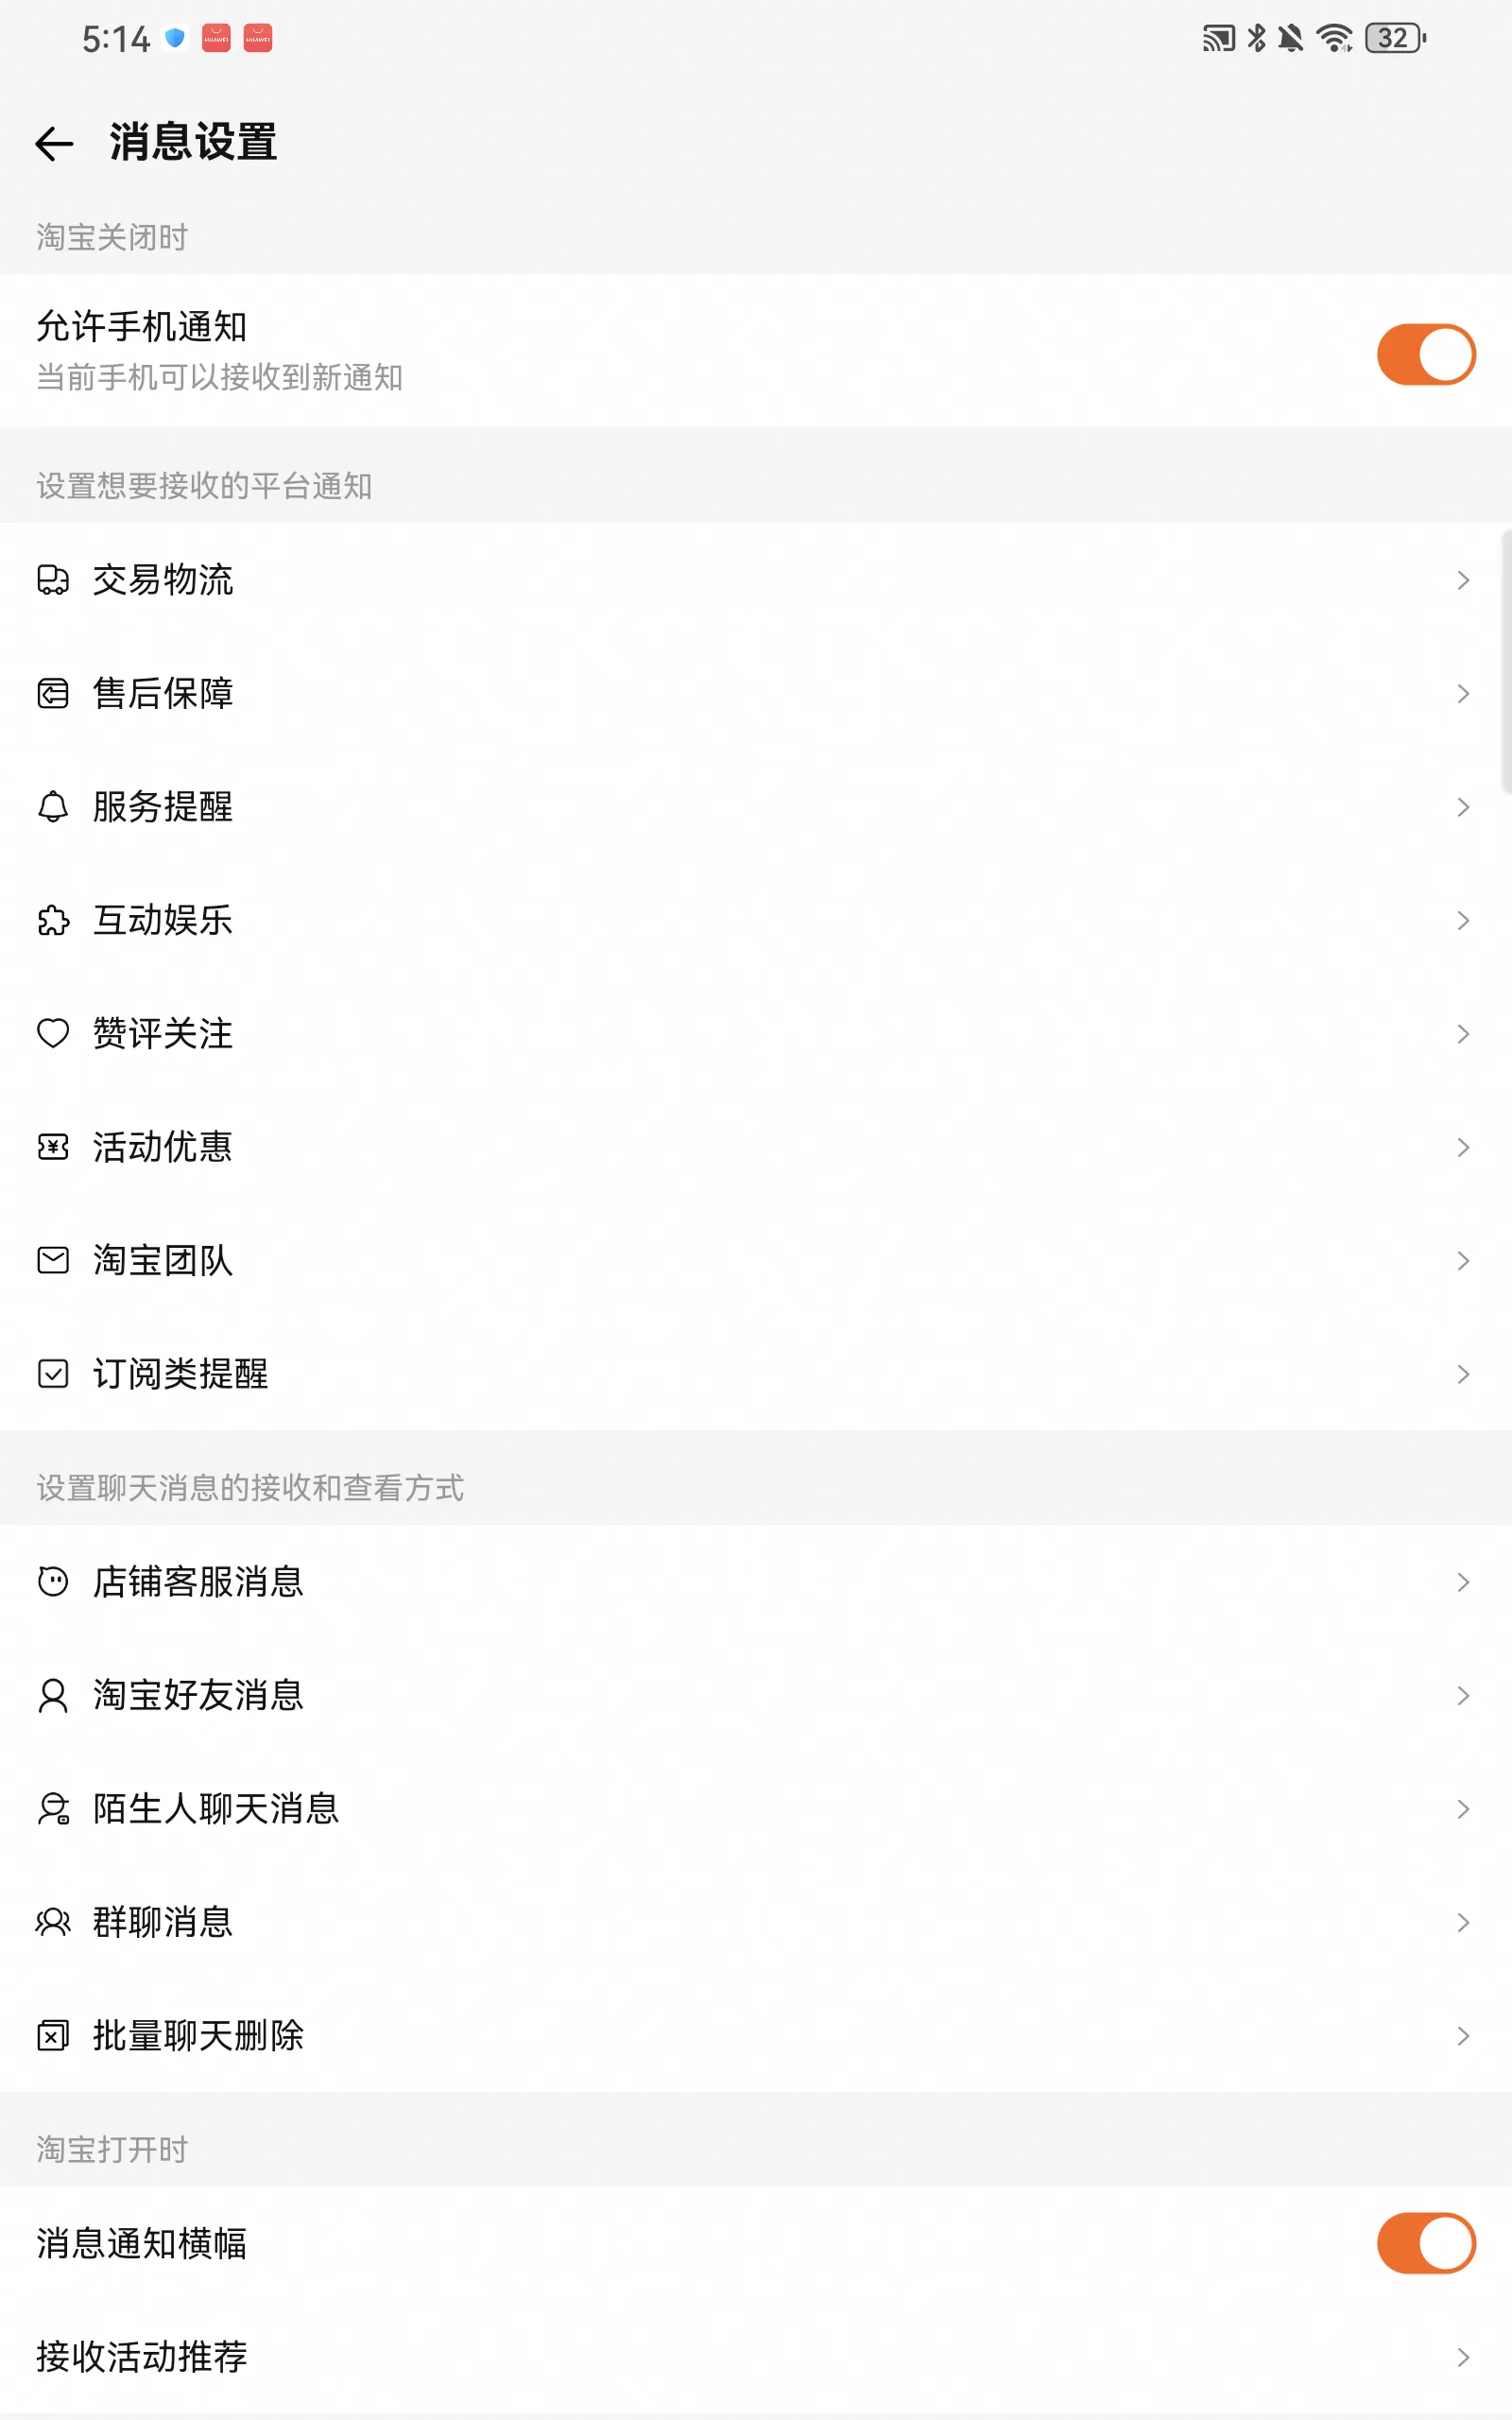 5:14 HUAWEI HUAWEI 32
消息设置
淘宝关闭时
允许手机通知
当前手机可以接收到新通知
设置想要接收的平台通知
交易物流
售后保障
服务提醒
互动娱乐
赞评关注
活动优惠
淘宝团队
订阅类提醒
设置聊天消息的接收和查看方式
店铺客服消息
淘宝好友消息
陌生人聊天消息
群聊消息
批量聊天删除
淘宝打开时
消息通知横幅
接收活动推荐